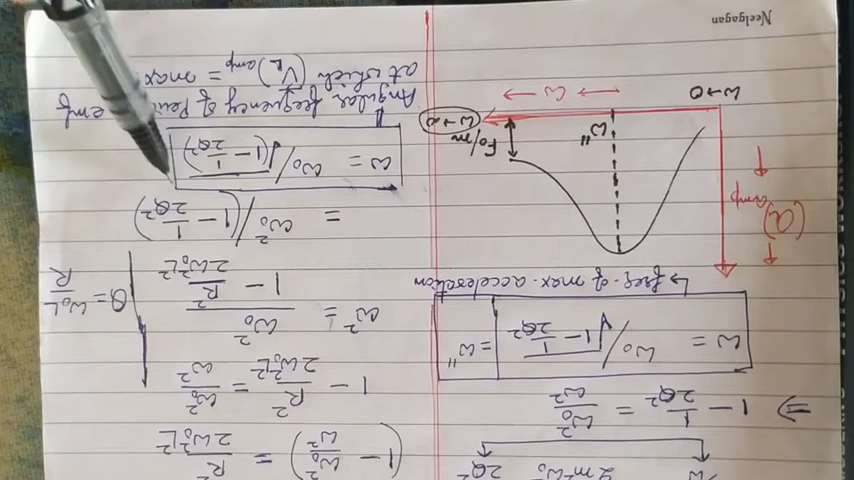 2m²ω₀² 2Q²
⇒ 1 − 1/2Q² = ω₀²/ω²
ω = ω₀/√(1 − 1/2Q²) = ω''
↳ freq. of max. acceleration
(a)amp
F₀/m
ω→0 ω'' → ω → ω→∞
Neelgagan
(1 − ω₀²/ω²) = R²/2ω₀²L²
1 − R²/2ω₀²L² = ω₀²/ω²
ω² = ω₀²/(1 − R²/2ω₀²L²) Q = ω₀L/R
= ω₀²/(1 − 1/2Q²)
ω = ω₀/√(1 − 1/2Q²)
Angular frequency of emf
at which (V_L)amp = max